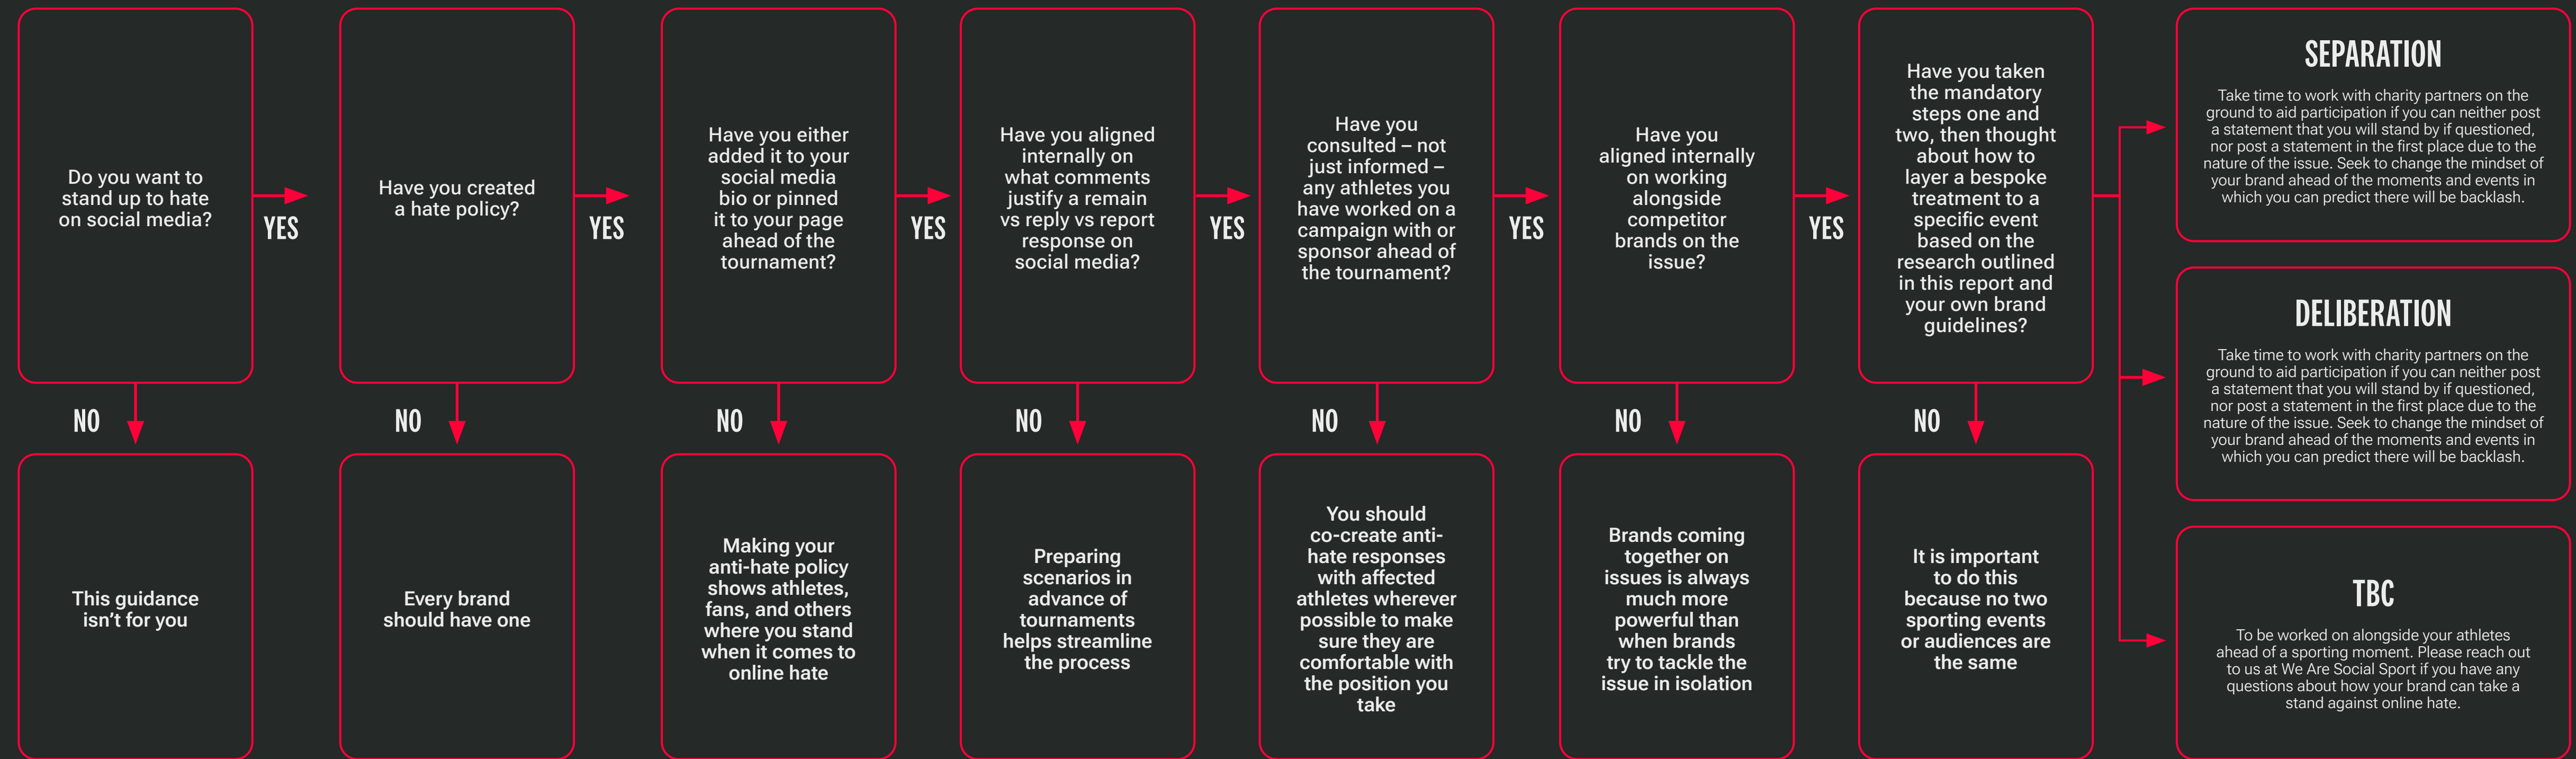 Do you want to
stand up to hate
on social media?
YES
NO
This guidance
isn’t for you
Have you created
a hate policy?
YES
NO
Every brand
should have one
Have you either
added it to your
social media
bio or pinned
it to your page
ahead of the
tournament?
YES
NO
Making your
anti-hate policy
shows athletes,
fans, and others
where you stand
when it comes to
online hate
Have you aligned
internally on
what comments
justify a remain
vs reply vs report
response on
social media?
YES
NO
Preparing
scenarios in
advance of
tournaments
helps streamline
the process
Have you
consulted – not
just informed –
any athletes you
have worked on a
campaign with or
sponsor ahead of
the tournament?
YES
NO
You should
co-create anti-
hate responses
with affected
athletes wherever
possible to make
sure they are
comfortable with
the position you
take
Have you
aligned internally
on working
alongside
competitor
brands on the
issue?
YES
NO
Brands coming
together on
issues is always
much more
powerful than
when brands
try to tackle the
issue in isolation
Have you taken
the mandatory
steps one and
two, then thought
about how to
layer a bespoke
treatment to a
specific event
based on the
research outlined
in this report and
your own brand
guidelines?
NO
It is important
to do this
because no two
sporting events
or audiences are
the same
SEPARATION
Take time to work with charity partners on the
ground to aid participation if you can neither post
a statement that you will stand by if questioned,
nor post a statement in the first place due to the
nature of the issue. Seek to change the mindset of
your brand ahead of the moments and events in
which you can predict there will be backlash.
DELIBERATION
Take time to work with charity partners on the
ground to aid participation if you can neither post
a statement that you will stand by if questioned,
nor post a statement in the first place due to the
nature of the issue. Seek to change the mindset of
your brand ahead of the moments and events in
which you can predict there will be backlash.
TBC
To be worked on alongside your athletes
ahead of a sporting moment. Please reach out
to us at We Are Social Sport if you have any
questions about how your brand can take a
stand against online hate.